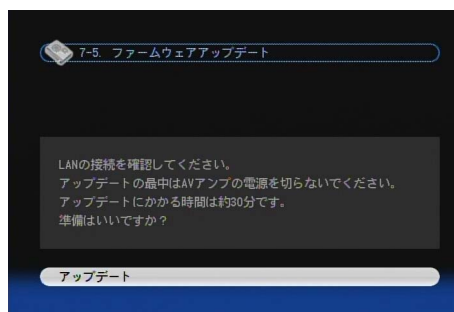 7-5. ファームウェアアップデート
LANの接続を確認してください。
アップデートの最中はAVアンプの電源を切らないでください。
アップデートにかかる時間は約30分です。
準備はいいですか？
アップデート